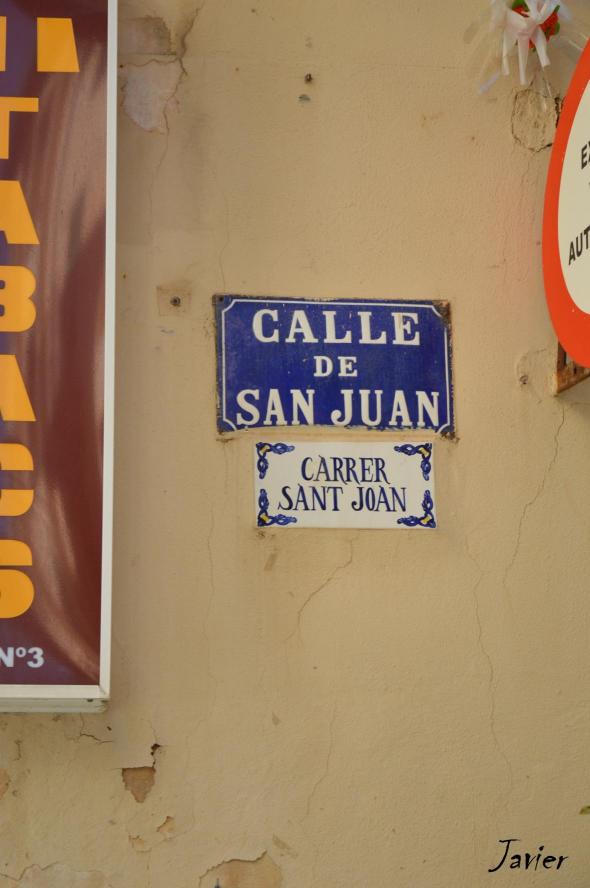 TABACS
Nº3
CALLE
DE
SAN JUAN
CARRER
SANT JOAN
Javier